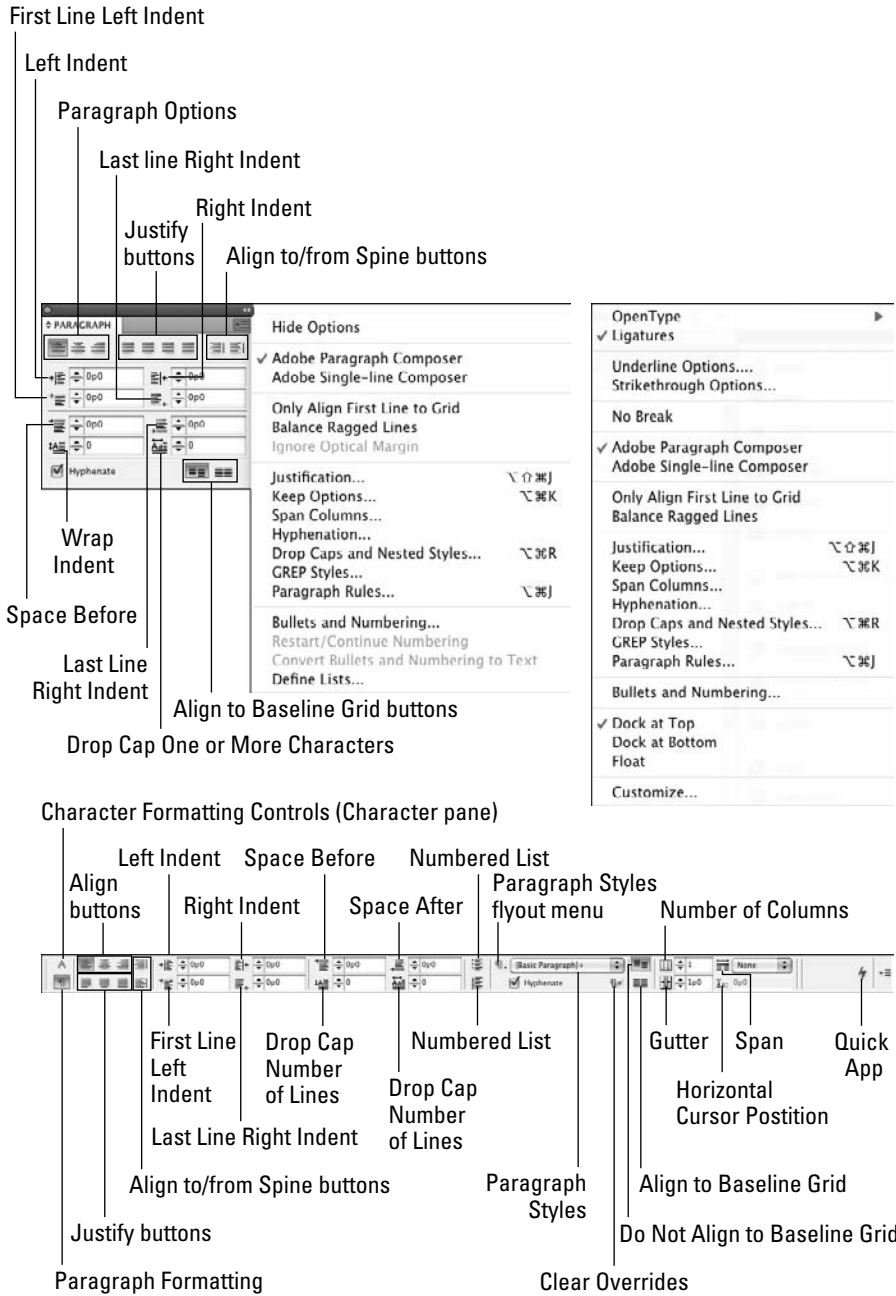 First Line Left Indent
Left Indent
Paragraph Options
Last line Right Indent
Right Indent
Justify
buttons
Align to/from Spine buttons
PARAGRAPH
0p0
0p0
0p0
0p0
0p0
0p0
0
0
Hyphenate
Wrap
Indent
Space Before
Last Line
Right Indent
Align to Baseline Grid buttons
Drop Cap One or More Characters
Hide Options
✓ Adobe Paragraph Composer
Adobe Single-line Composer
Only Align First Line to Grid
Balance Ragged Lines
Ignore Optical Margin
Justification... ⌥⇧⌘J
Keep Options... ⌥⌘K
Span Columns...
Hyphenation...
Drop Caps and Nested Styles... ⌥⌘R
GREP Styles...
Paragraph Rules... ⌥⌘J
Bullets and Numbering...
Restart/Continue Numbering
Convert Bullets and Numbering to Text
Define Lists...
OpenType
✓ Ligatures
Underline Options....
Strikethrough Options...
No Break
✓ Adobe Paragraph Composer
Adobe Single-line Composer
Only Align First Line to Grid
Balance Ragged Lines
Justification... ⌥⇧⌘J
Keep Options... ⌥⌘K
Span Columns...
Hyphenation...
Drop Caps and Nested Styles... ⌥⌘R
GREP Styles...
Paragraph Rules... ⌥⌘J
Bullets and Numbering...
✓ Dock at Top
Dock at Bottom
Float
Customize...
Character Formatting Controls (Character pane)
Left Indent
Space Before
Numbered List
Align
buttons
Right Indent
Space After
Paragraph Styles
flyout menu
Number of Columns
A
0p0
0p0
0p0
0p0
[Basic Paragraph]+
1
None
0p0
0p0
0
0
Hyphenate
1p0
0p0
First Line
Left
Indent
Drop Cap
Number
of Lines
Numbered List
Gutter
Span
Quick
App
Drop Cap
Number
of Lines
Horizontal
Cursor Postition
Last Line Right Indent
Align to/from Spine buttons
Paragraph
Styles
Align to Baseline Grid
Justify buttons
Do Not Align to Baseline Grid
Paragraph Formatting
Clear Overrides